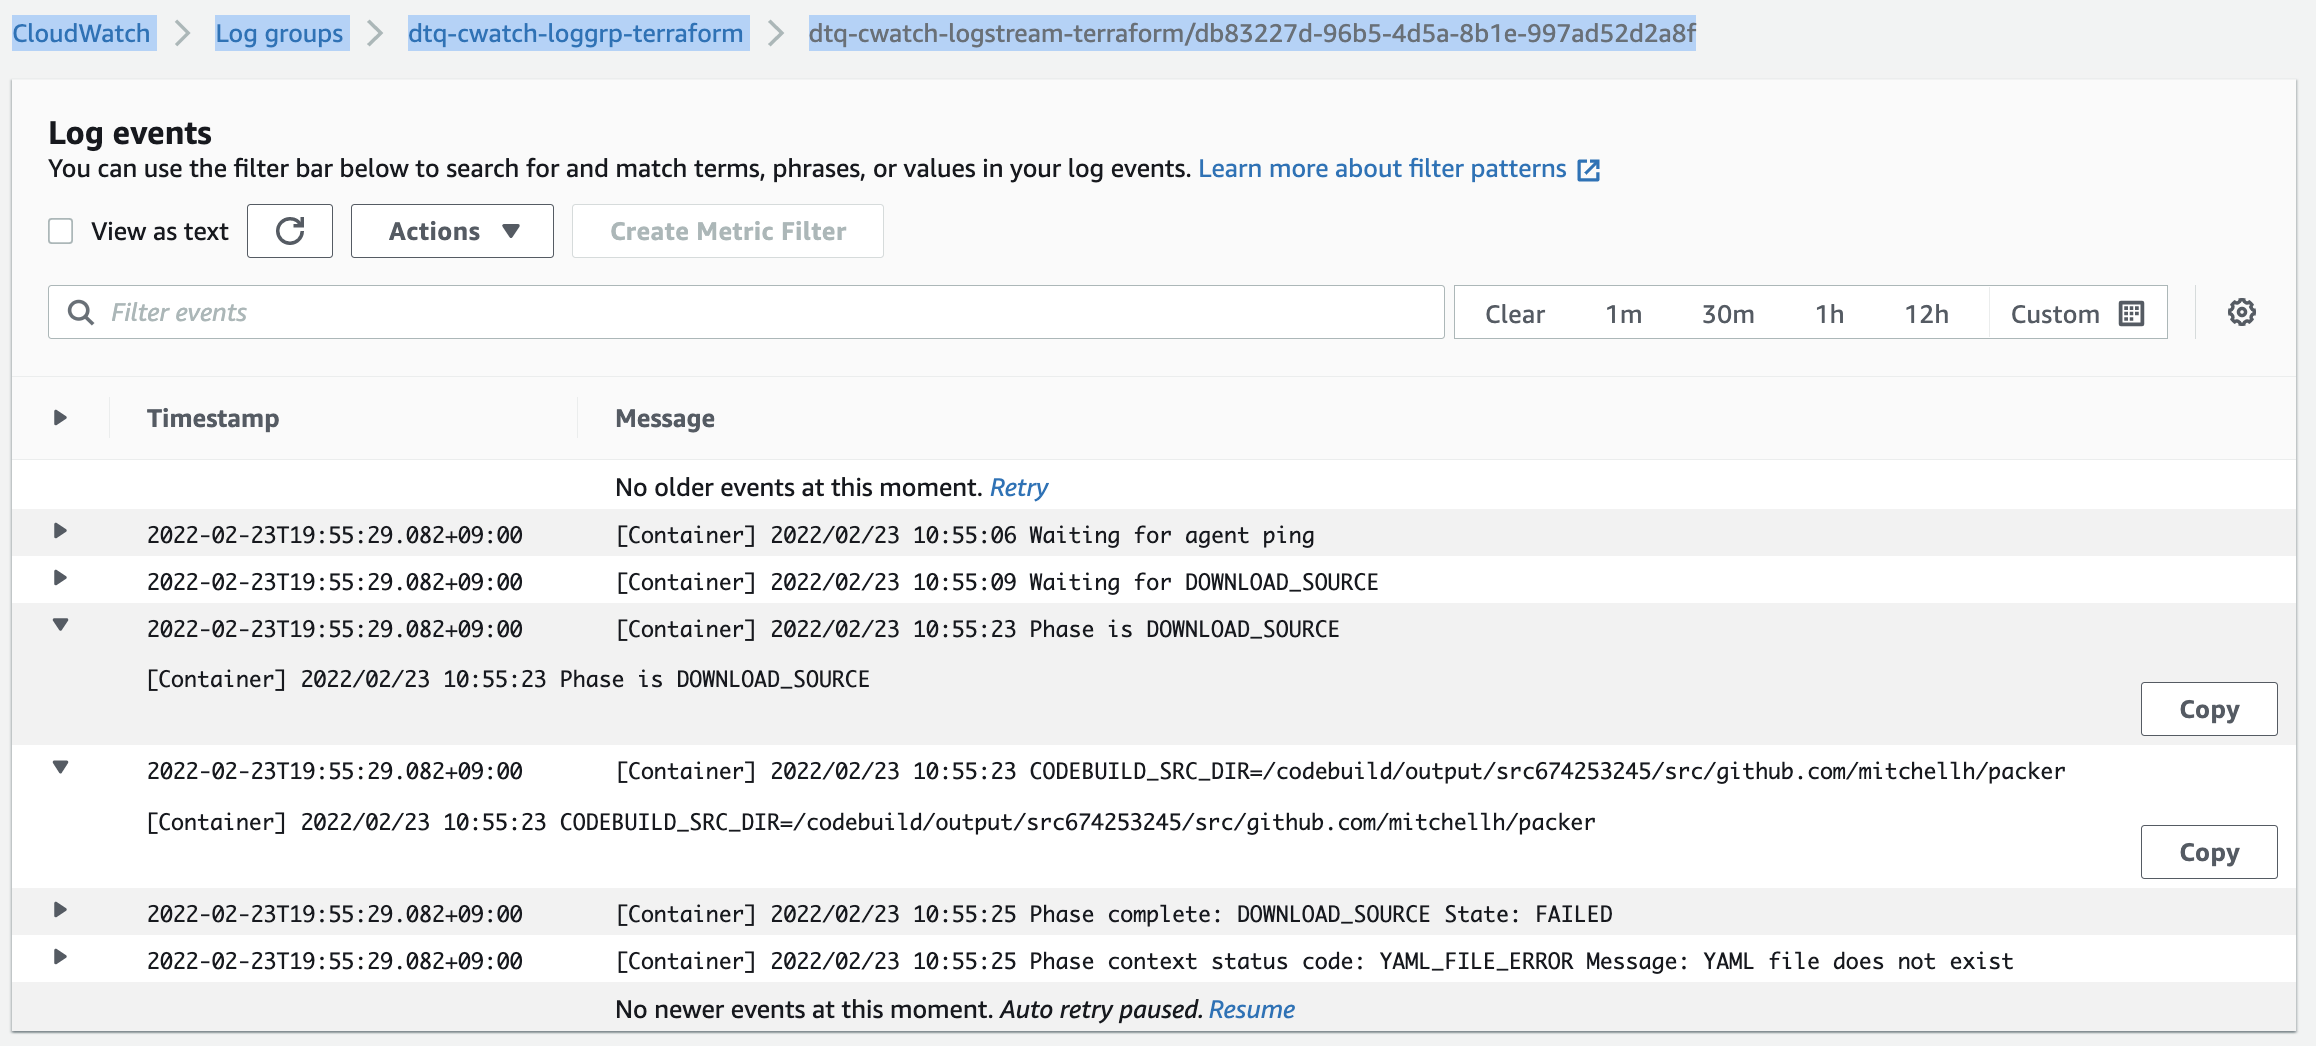 CloudWatch Log groups dtq-cwatch-loggrp-terraform dtq-cwatch-logstream-terraform/db83227d-96b5-4d5a-8b1e-997ad52d2a8f
Log events
You can use the filter bar below to search for and match terms, phrases, or values in your log events. Learn more about filter patterns
View as text Actions Create Metric Filter
Filter events Clear 1m 30m 1h 12h Custom
Timestamp Message
No older events at this moment. Retry
2022-02-23T19:55:29.082+09:00 [Container] 2022/02/23 10:55:06 Waiting for agent ping
2022-02-23T19:55:29.082+09:00 [Container] 2022/02/23 10:55:09 Waiting for DOWNLOAD_SOURCE
2022-02-23T19:55:29.082+09:00 [Container] 2022/02/23 10:55:23 Phase is DOWNLOAD_SOURCE
[Container] 2022/02/23 10:55:23 Phase is DOWNLOAD_SOURCE
Copy
2022-02-23T19:55:29.082+09:00 [Container] 2022/02/23 10:55:23 CODEBUILD_SRC_DIR=/codebuild/output/src674253245/src/github.com/mitchellh/packer
[Container] 2022/02/23 10:55:23 CODEBUILD_SRC_DIR=/codebuild/output/src674253245/src/github.com/mitchellh/packer
Copy
2022-02-23T19:55:29.082+09:00 [Container] 2022/02/23 10:55:25 Phase complete: DOWNLOAD_SOURCE State: FAILED
2022-02-23T19:55:29.082+09:00 [Container] 2022/02/23 10:55:25 Phase context status code: YAML_FILE_ERROR Message: YAML file does not exist
No newer events at this moment. Auto retry paused. Resume